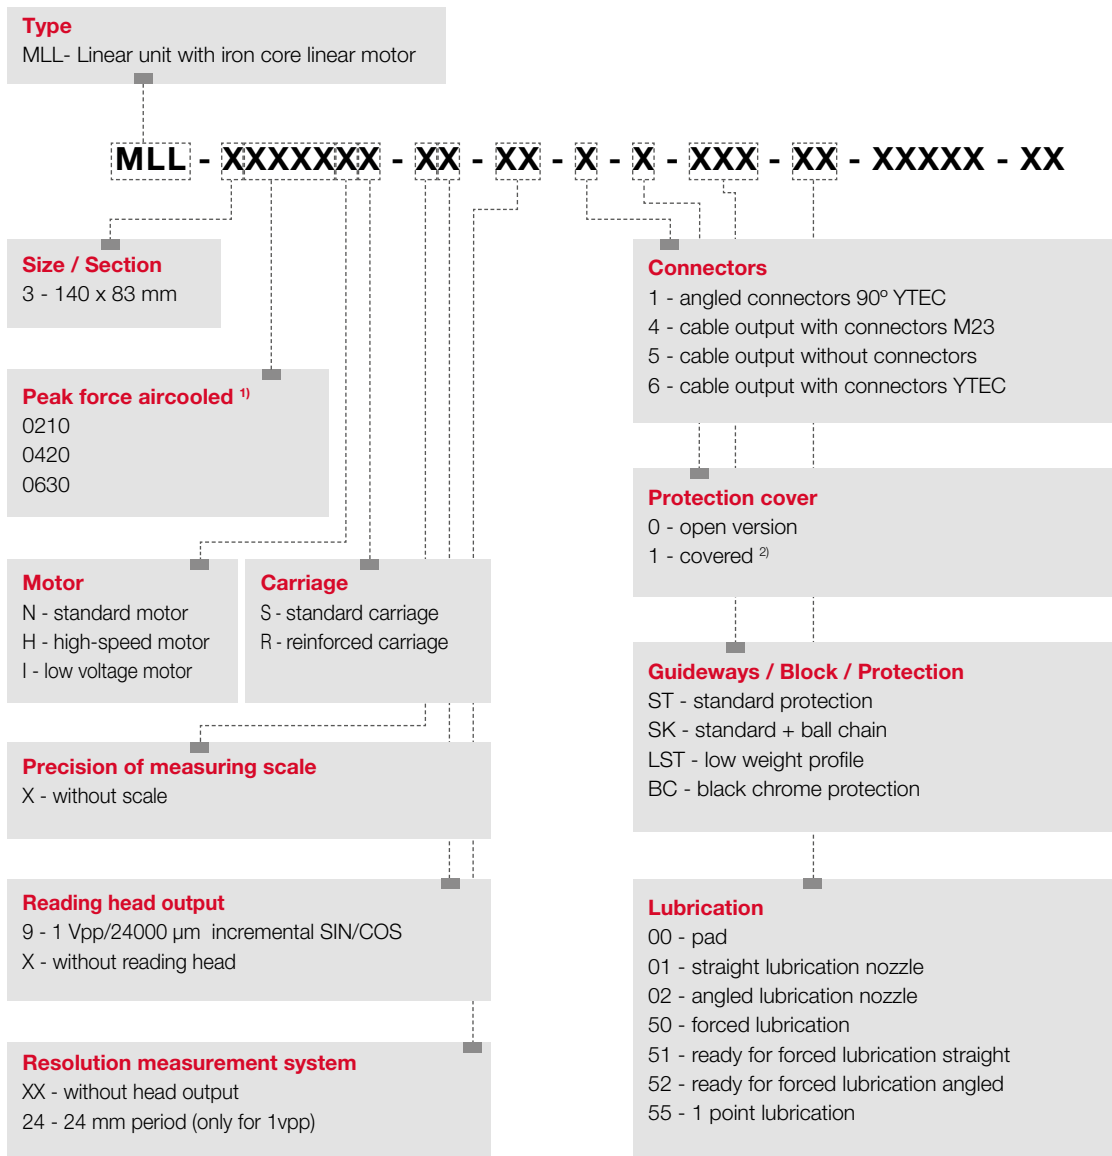 Type
MLL- Linear unit with iron core linear motor
MLL - XXXXXXX - XX - XX - X - X - XXX - XX - XXXXX - XX
Size / Section
3 - 140 x 83 mm
Peak force aircooled 1)
0210
0420
0630
Motor
N - standard motor
H - high-speed motor
I - low voltage motor
Carriage
S - standard carriage
R - reinforced carriage
Precision of measuring scale
X - without scale
Reading head output
9 - 1 Vpp/24000 µm incremental SIN/COS
X - without reading head
Resolution measurement system
XX - without head output
24 - 24 mm period (only for 1vpp)
Connectors
1 - angled connectors 90º YTEC
4 - cable output with connectors M23
5 - cable output without connectors
6 - cable output with connectors YTEC
Protection cover
0 - open version
1 - covered 2)
Guideways / Block / Protection
ST - standard protection
SK - standard + ball chain
LST - low weight profile
BC - black chrome protection
Lubrication
00 - pad
01 - straight lubrication nozzle
02 - angled lubrication nozzle
50 - forced lubrication
51 - ready for forced lubrication straight
52 - ready for forced lubrication angled
55 - 1 point lubrication